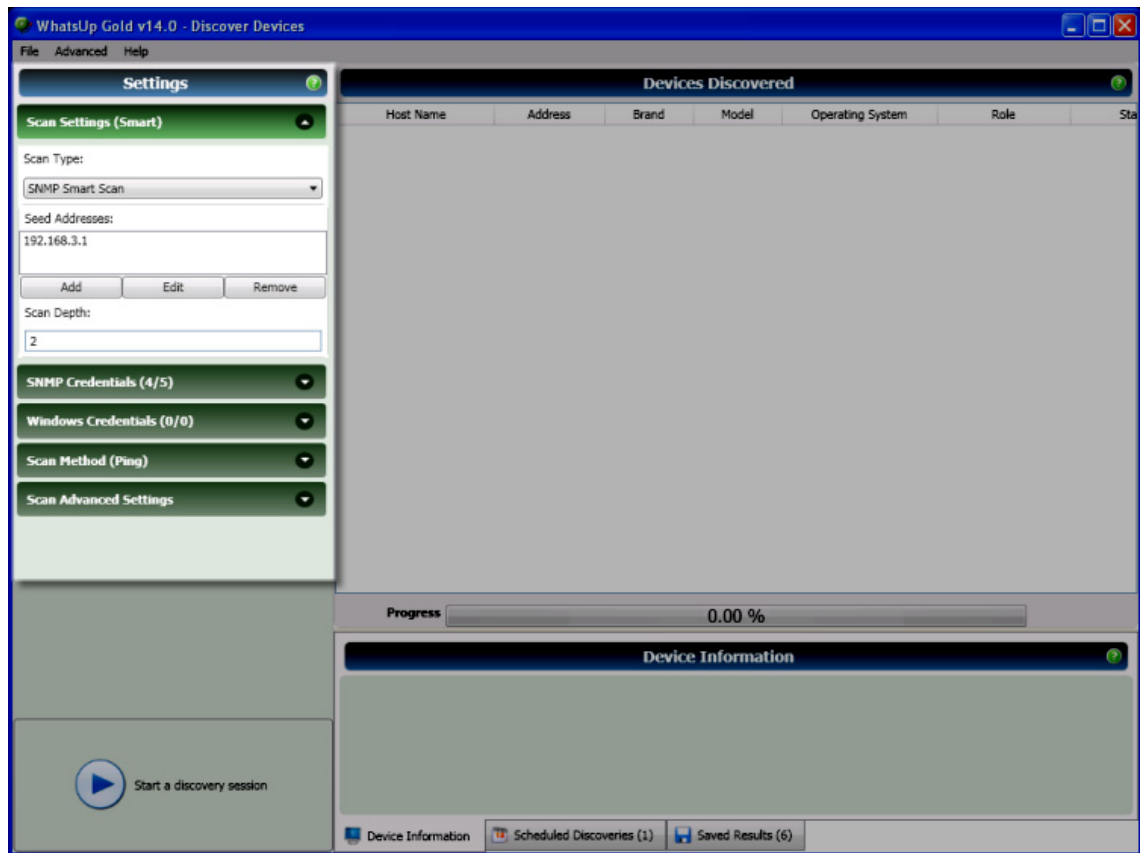 WhatsUp Gold v14.0 - Discover Devices
File Advanced Help
Settings
Scan Settings (Smart)
Scan Type:
SNMP Smart Scan
Seed Addresses:
192.168.3.1
Add Edit Remove
Scan Depth:
2
SNMP Credentials (4/5)
Windows Credentials (0/0)
Scan Method (Ping)
Scan Advanced Settings
Start a discovery session
Devices Discovered
Host Name Address Brand Model Operating System Role Sta
Progress 0.00 %
Device Information
Device Information Scheduled Discoveries (1) Saved Results (6)